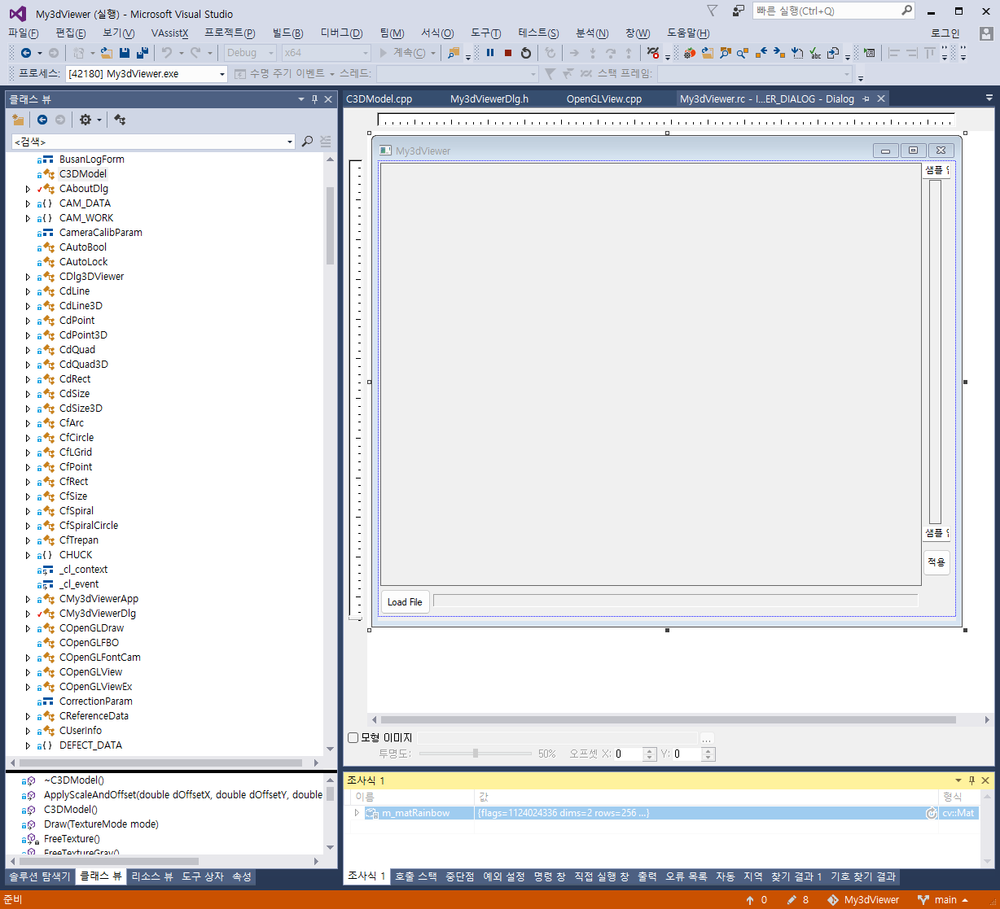 My3dViewer (실행) - Microsoft Visual Studio
빠른 실행(Ctrl+Q)
파일(F) 편집(E) 보기(V) VAssistX 프로젝트(P) 빌드(B) 디버그(D) 팀(M) 서식(O) 도구(T) 테스트(S) 분석(N) 창(W) 도움말(H) 로그인
Debug x64 계속(C)
프로세스: [42180] My3dViewer.exe 수명 주기 이벤트 스레드: 스택 프레임:
클래스 뷰
<검색>
BusanLogForm
C3DModel
CAboutDlg
CAM_DATA
CAM_WORK
CameraCalibParam
CAutoBool
CAutoLock
CDlg3DViewer
CdLine
CdLine3D
CdPoint
CdPoint3D
CdQuad
CdQuad3D
CdRect
CdSize
CdSize3D
CfArc
CfCircle
CfLGrid
CfPoint
CfRect
CfSize
CfSpiral
CfSpiralCircle
CfTrepan
CHUCK
_cl_context
_cl_event
CMy3dViewerApp
CMy3dViewerDlg
COpenGLDraw
COpenGLFBO
COpenGLFontCam
COpenGLView
COpenGLViewEx
CorrectionParam
CReferenceData
CUserInfo
DEFECT_DATA
~C3DModel()
ApplyScaleAndOffset(double dOffsetX, double dOffsetY, double
C3DModel()
Draw(TextureMode mode)
FreeTexture()
FreeTextureGray()
솔루션 탐색기 클래스 뷰 리소스 뷰 도구 상자 속성
C3DModel.cpp My3dViewerDlg.h OpenGLView.cpp My3dViewer.rc - I...ER_DIALOG - Dialog
My3dViewer
샘플
샘플
적용
Load File
모형 이미지 ...
투명도: 50% 오프셋 X: 0 Y: 0
조사식 1
이름 값 형식
m_matRainbow {flags=1124024336 dims=2 rows=256 ...} cv::Mat
조사식 1 호출 스택 중단점 예외 설정 명령 창 직접 실행 창 출력 오류 목록 자동 지역 찾기 결과 1 기호 찾기 결과
준비 0 8 My3dViewer main